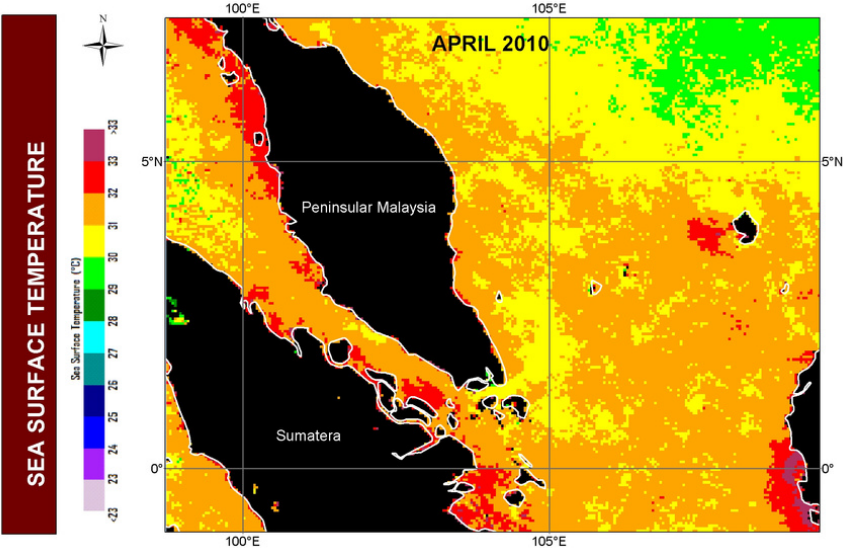 100°E
105°E
N
APRIL 2010
SEA SURFACE TEMPERATURE
Sea Surface Temperature (°C)
>33
33
32
31
30
29
28
27
26
25
24
23
<23
5°N
5°N
Peninsular Malaysia
Sumatera
0°
0°
100°E
105°E